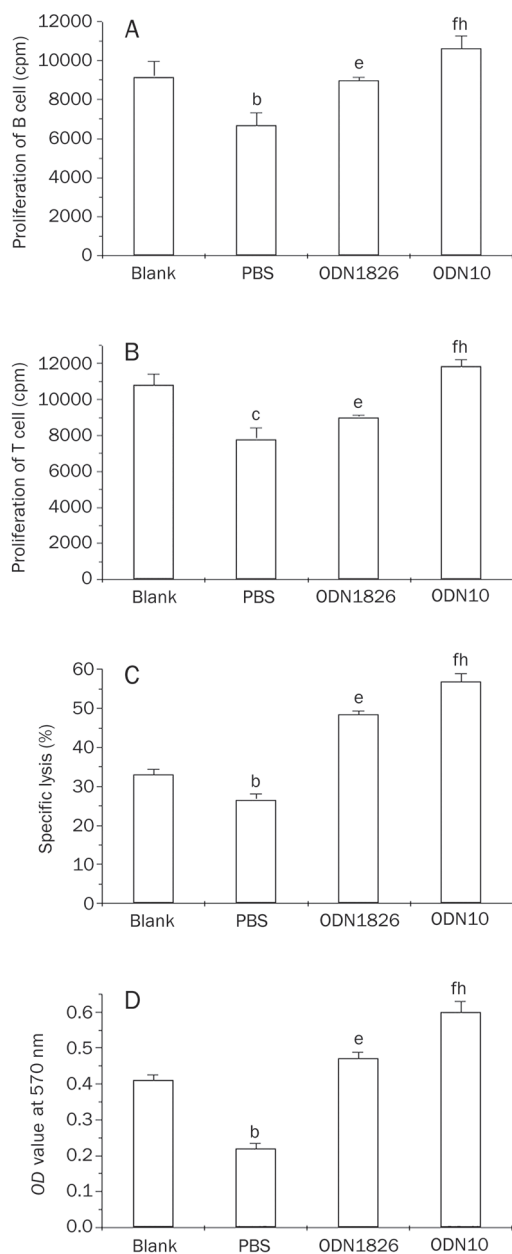 A
Proliferation of B cell (cpm)
12000
10000
8000
6000
4000
2000
0
b
e
fh
Blank PBS ODN1826 ODN10
B
Proliferation of T cell (cpm)
12000
10000
8000
6000
4000
2000
0
c
e
fh
Blank PBS ODN1826 ODN10
C
Specific lysis (%)
60
50
40
30
20
10
0
b
e
fh
Blank PBS ODN1826 ODN10
D
OD value at 570 nm
0.6
0.5
0.4
0.3
0.2
0.1
0.0
b
e
fh
Blank PBS ODN1826 ODN10